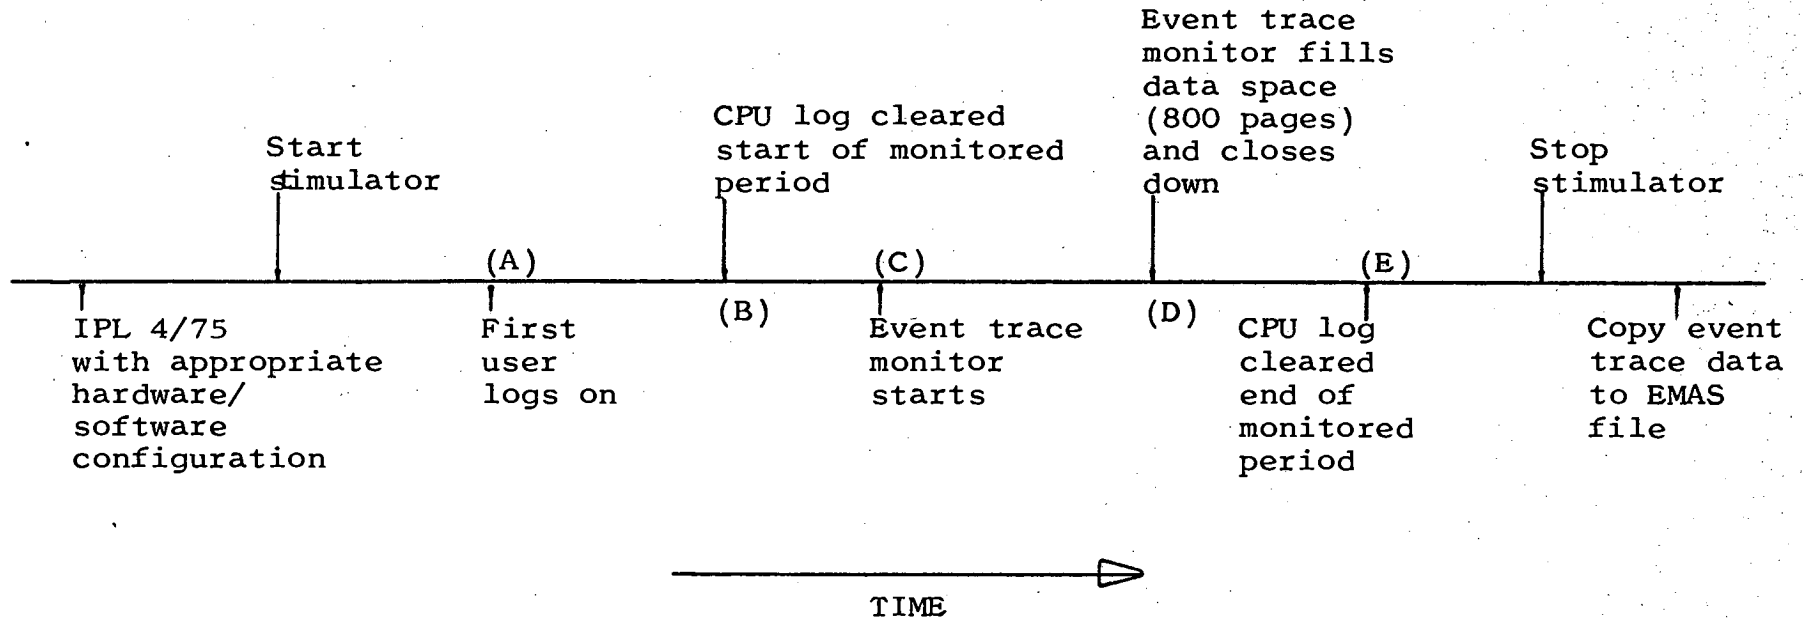 Event trace
monitor fills
data space
(800 pages)
and closes
down
CPU log cleared
start of monitored
period
Start
stimulator
Stop
stimulator
(A)
(C)
(E)
(B)
(D)
IPL 4/75
with appropriate
hardware/
software
configuration
First
user
logs on
Event trace
monitor
starts
CPU log
cleared
end of
monitored
period
Copy event
trace data
to EMAS
file
TIME